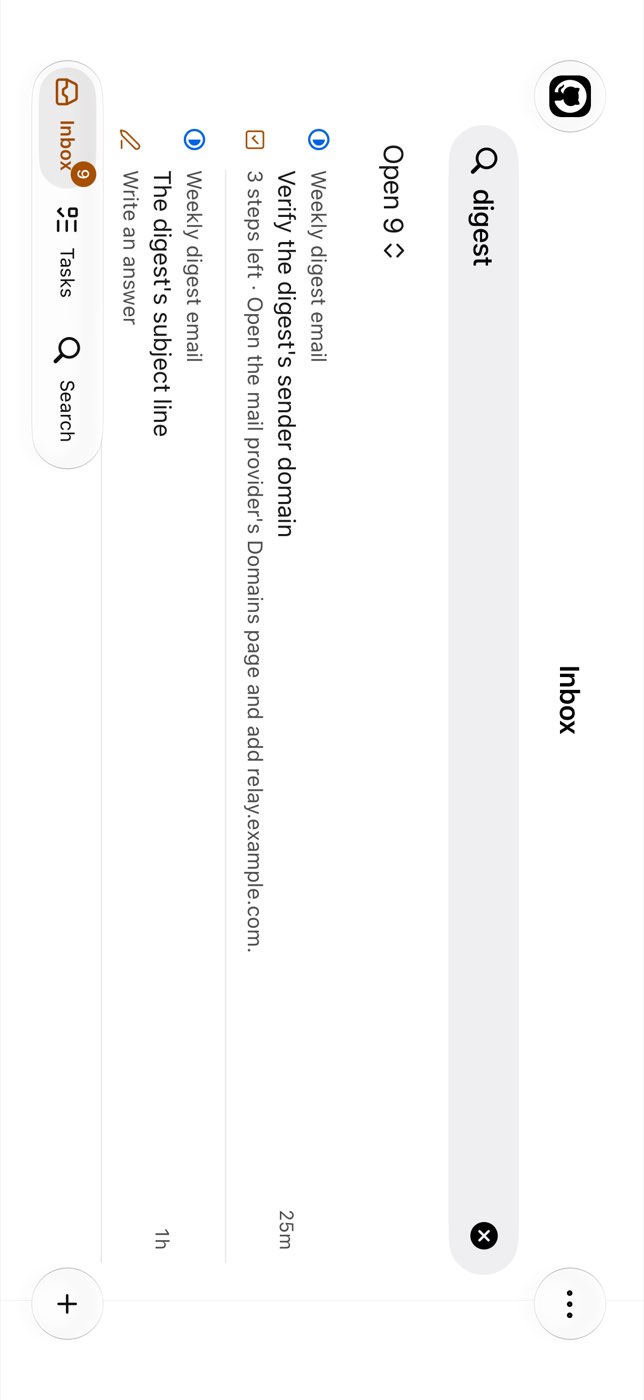 Inbox
digest
Open 9
Weekly digest email
Verify the digest's sender domain
25m
3 steps left · Open the mail provider's Domains page and add relay.example.com.
Weekly digest email
The digest's subject line
1h
Write an answer
Inbox 9
Tasks
Search